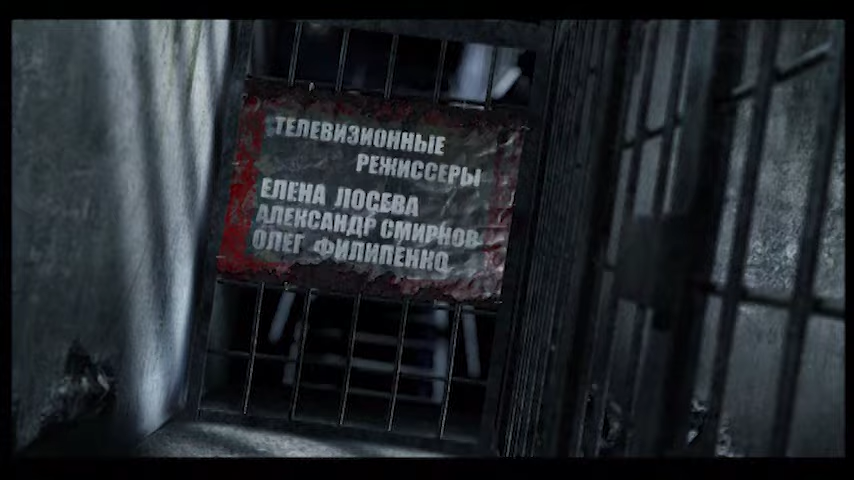 ТЕЛЕВИЗИОННЫЕ
РЕЖИССЕРЫ
ЕЛЕНА ЛОСЕВА
АЛЕКСАНДР СМИРНОВ
ОЛЕГ ФИЛИПЕНКО